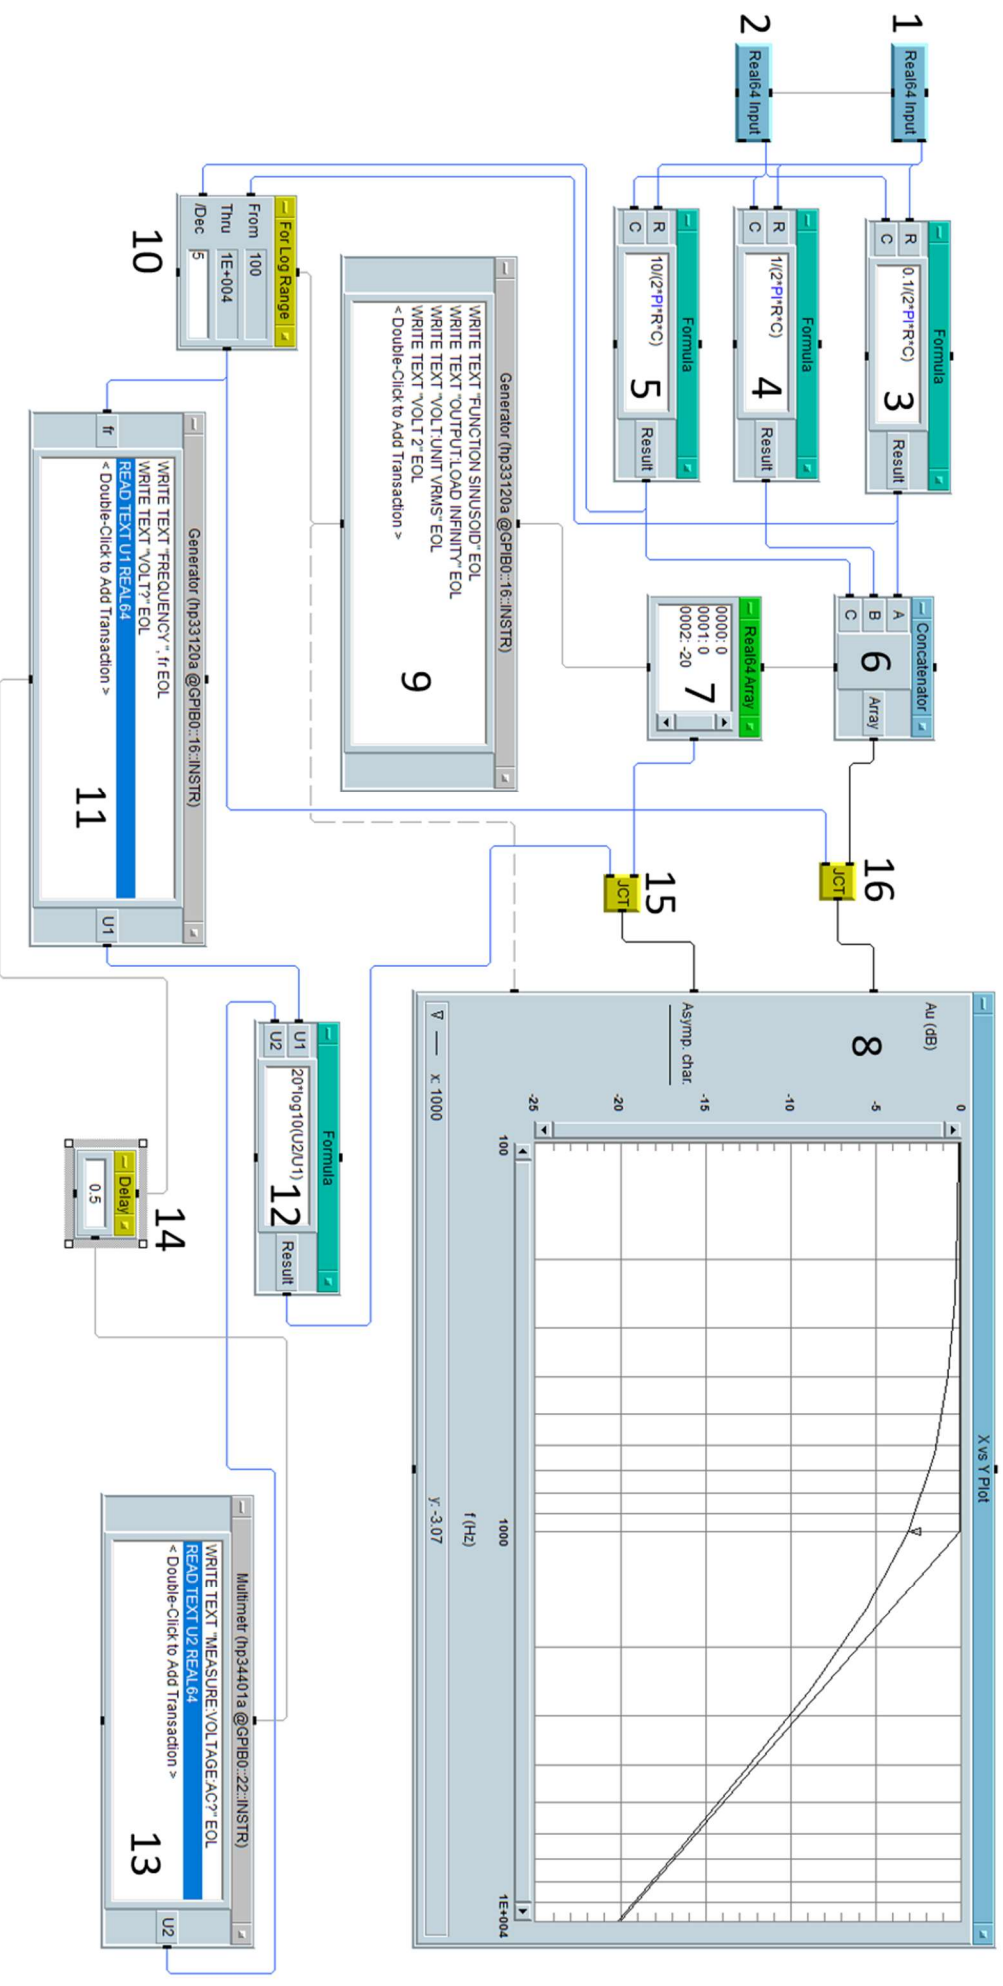 1
Real64 Input
2
Real64 Input
Formula
R
C
0.1/(2*PI*R*C)
3
Result
Formula
R
C
1/(2*PI*R*C)
4
Result
Formula
R
C
10/(2*PI*R*C)
5
Result
Concatenator
A
B
C
6
Array
Real64 Array
0000: 0
0001: 0
0002: -20
7
16
JCT
15
JCT
X vs Y Plot
Au (dB)
8
Asymp. char.
0
-5
-10
-15
-20
-25
100
1000
1E+004
f (Hz)
x: 1000
y: -3.07
Generator (hp33120a @GPIB0::16::INSTR)
WRITE TEXT "FUNCTION SINUSOID" EOL
WRITE TEXT "OUTPUT:LOAD INFINITY" EOL
WRITE TEXT "VOLT:UNIT VRMS" EOL
WRITE TEXT "VOLT 2" EOL
< Double-Click to Add Transaction >
9
For Log Range
From
100
Thru
1E+004
/Dec
5
10
Generator (hp33120a @GPIB0::16::INSTR)
fr
WRITE TEXT "FREQUENCY ", fr EOL
WRITE TEXT "VOLT?" EOL
READ TEXT U1 REAL64
< Double-Click to Add Transaction >
11
U1
Formula
U1
U2
20*log10(U2/U1)
12
Result
14
Delay
0.5
Multimetr (hp34401a @GPIB0::22::INSTR)
WRITE TEXT "MEASURE:VOLTAGE:AC?" EOL
READ TEXT U2 REAL64
< Double-Click to Add Transaction >
13
U2